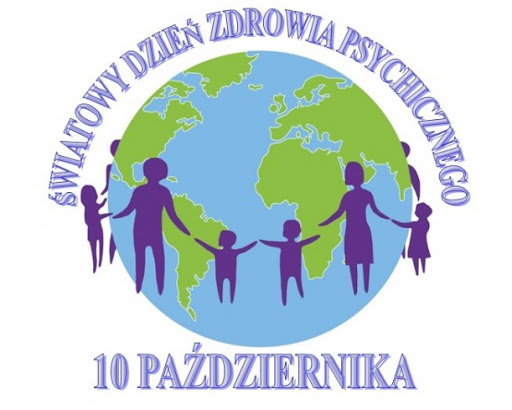 ŚWIATOWY DZIEŃ ZDROWIA PSYCHICZNEGO
10 PAŹDZIERNIKA